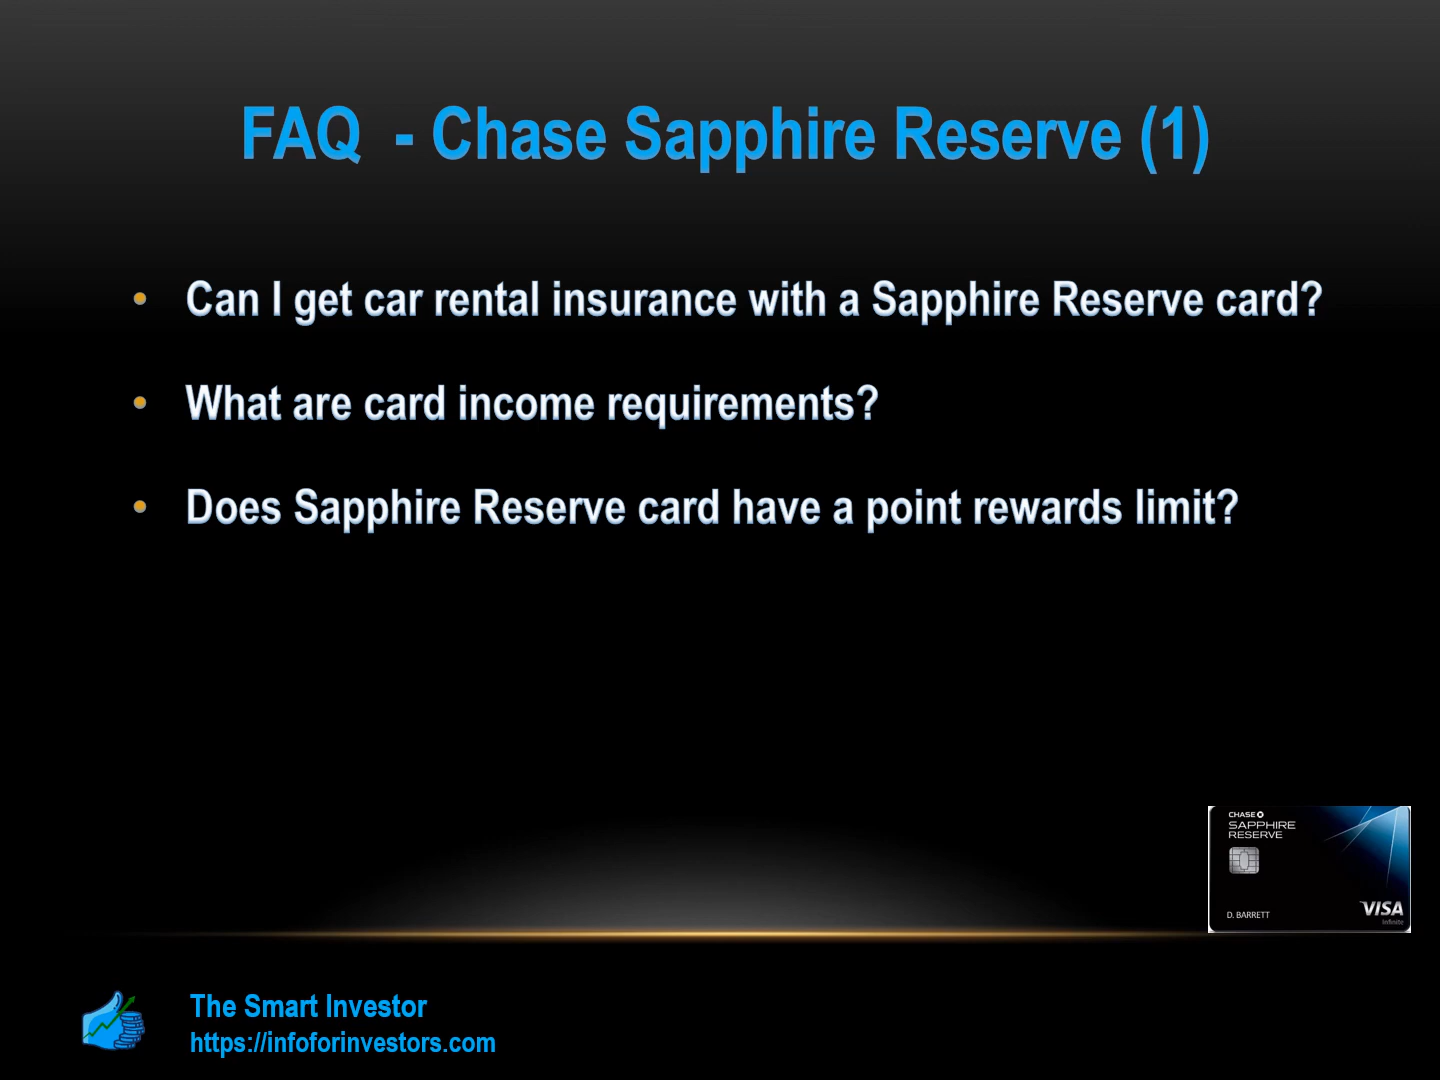 FAQ - Chase Sapphire Reserve (1)
• Can I get car rental insurance with a Sapphire Reserve card?
• What are card income requirements?
• Does Sapphire Reserve card have a point rewards limit?
CHASE
SAPPHIRE
RESERVE
D. BARRETT
VISA
Infinite
The Smart Investor
https://infoforinvestors.com